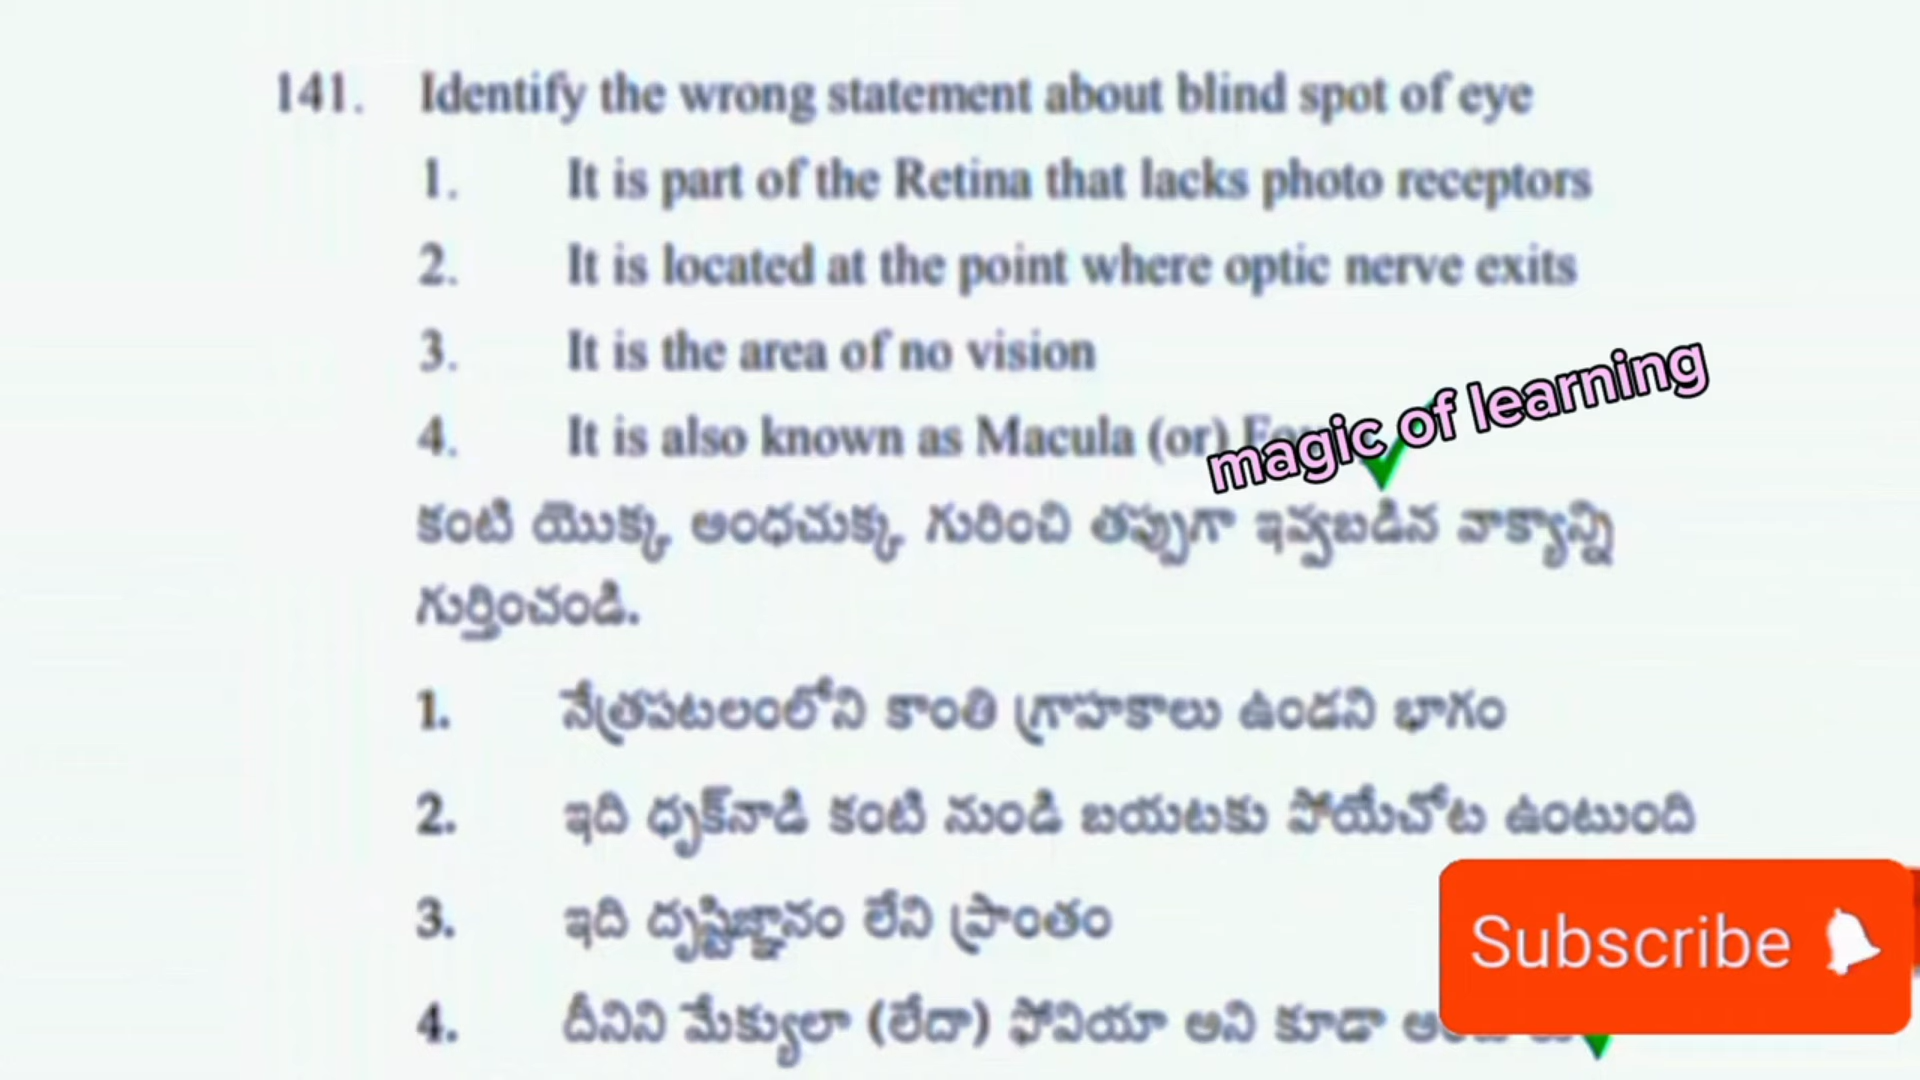 141. Identify the wrong statement about blind spot of eye
1. It is part of the Retina that lacks photo receptors
2. It is located at the point where optic nerve exits
3. It is the area of no vision
4. It is also known as Macula (or)
magic of learning
కంటి యొక్క అంధచుక్క గురించి తప్పుగా ఇవ్వబడిన వాక్యాన్ని
గుర్తించండి.
1. నేత్రపటలంలోని కాంతి గ్రాహకాలు ఉండని భాగం
2. ఇది ధృక్‌నాడి కంటి నుండి బయటకు పోయేచోట ఉంటుంది
3. ఇది దృష్టిజ్ఞానం లేని ప్రాంతం
Subscribe
4. దీనిని మేక్యులా (లేదా) ఫోవియా అని కూడా